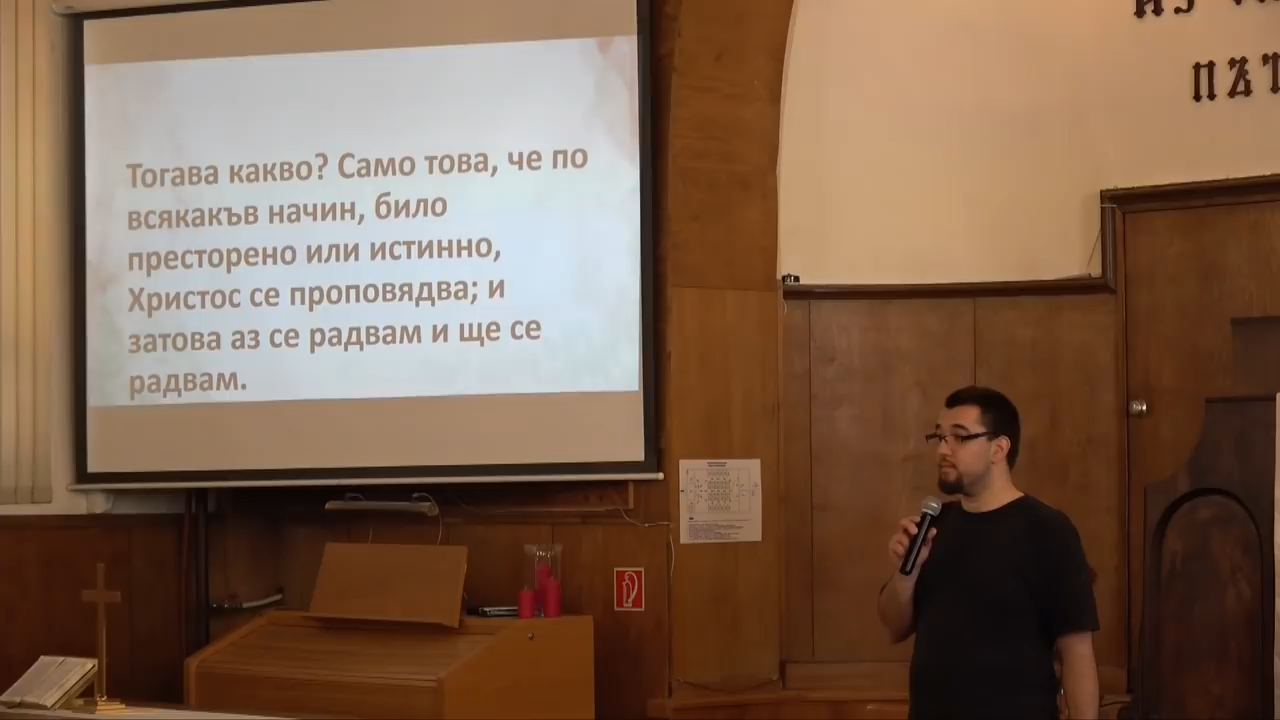 Тогава какво? Само това, че по
всякакъв начин, било
престорено или истинно,
Христос се проповядва; и
затова аз се радвам и ще се
радвам.